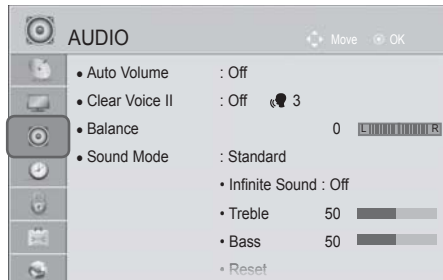 AUDIO Move OK
• Auto Volume : Off
• Clear Voice II : Off 3
• Balance 0 L R
• Sound Mode : Standard
• Infinite Sound : Off
• Treble 50
• Bass 50
• Reset